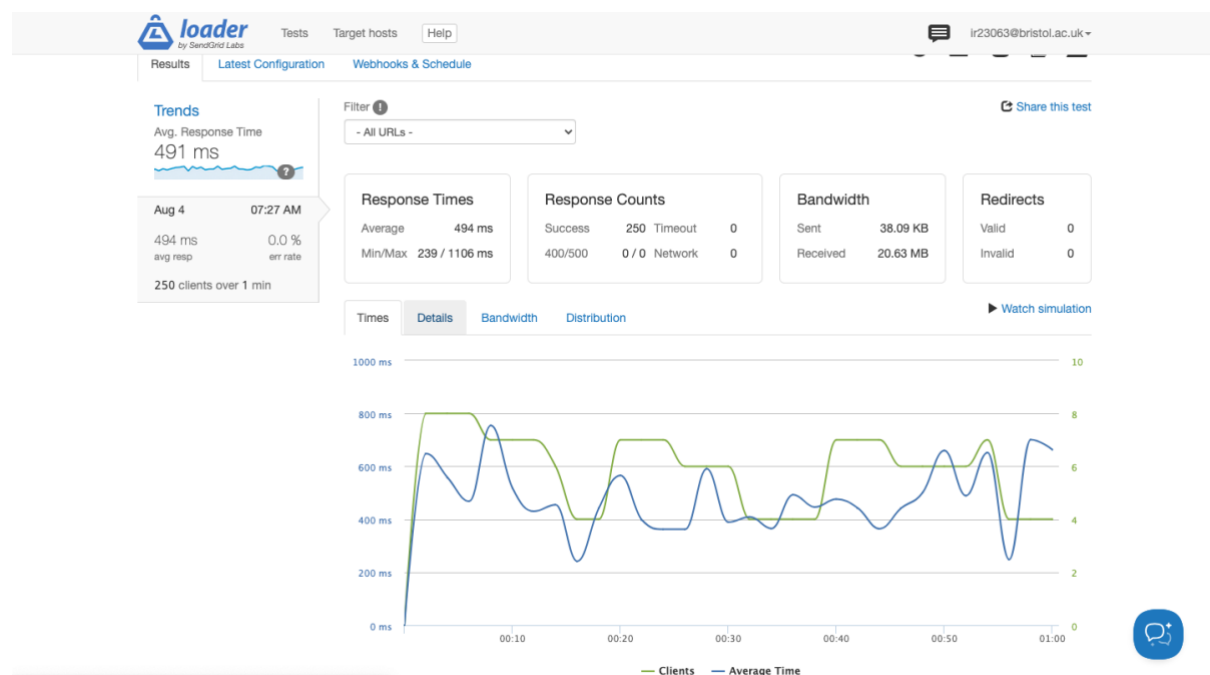 loader
by SendGrid Labs
Tests
Target hosts
Help
ir23063@bristol.ac.uk
Results
Latest Configuration
Webhooks & Schedule
Trends
Avg. Response Time
491 ms
?
Aug 4 07:27 AM
494 ms 0.0 %
avg resp err rate
250 clients over 1 min
Filter !
- All URLs -
Share this test
Response Times
Average 494 ms
Min/Max 239 / 1106 ms
Response Counts
Success 250 Timeout 0
400/500 0 / 0 Network 0
Bandwidth
Sent 38.09 KB
Received 20.63 MB
Redirects
Valid 0
Invalid 0
Times
Details
Bandwidth
Distribution
Watch simulation
1000 ms 10
800 ms 8
600 ms 6
400 ms 4
200 ms 2
0 ms 0
00:10 00:20 00:30 00:40 00:50 01:00
Clients Average Time